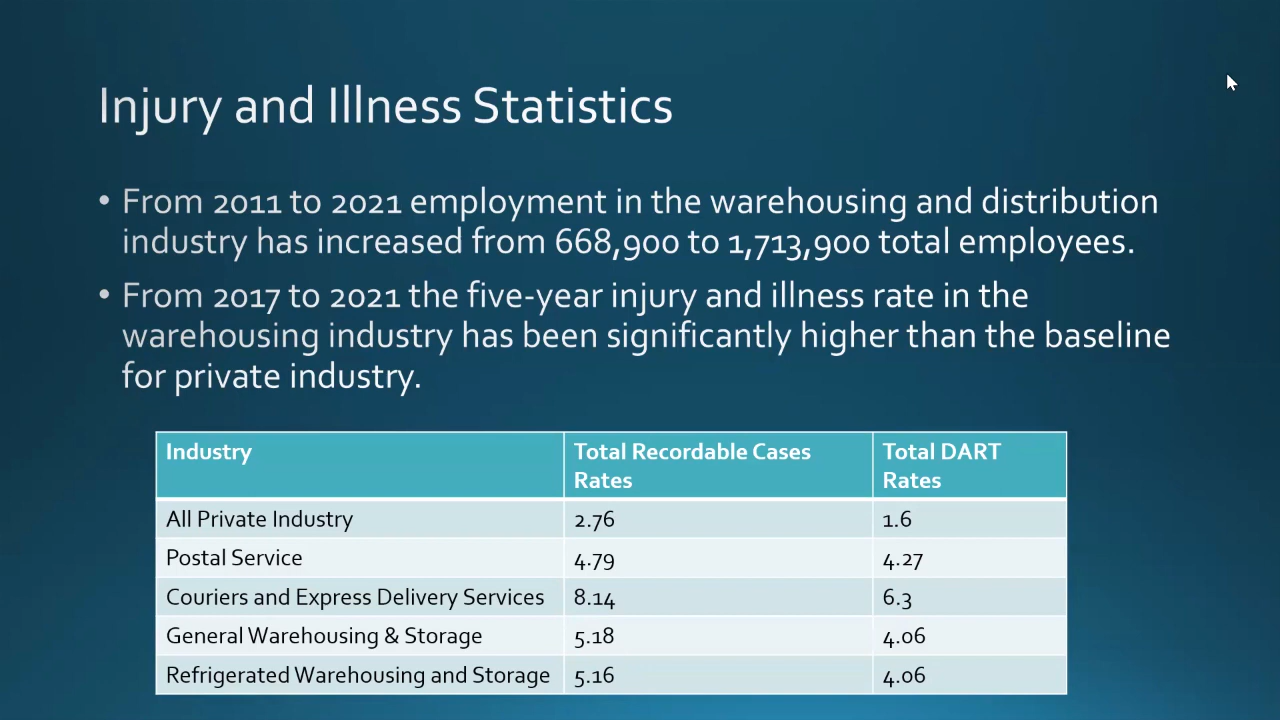 Injury and Illness Statistics
• From 2011 to 2021 employment in the warehousing and distribution
industry has increased from 668,900 to 1,713,900 total employees.
• From 2017 to 2021 the five-year injury and illness rate in the
warehousing industry has been significantly higher than the baseline
for private industry.
Industry Total Recordable Cases Rates Total DART Rates
All Private Industry 2.76 1.6
Postal Service 4.79 4.27
Couriers and Express Delivery Services 8.14 6.3
General Warehousing & Storage 5.18 4.06
Refrigerated Warehousing and Storage 5.16 4.06